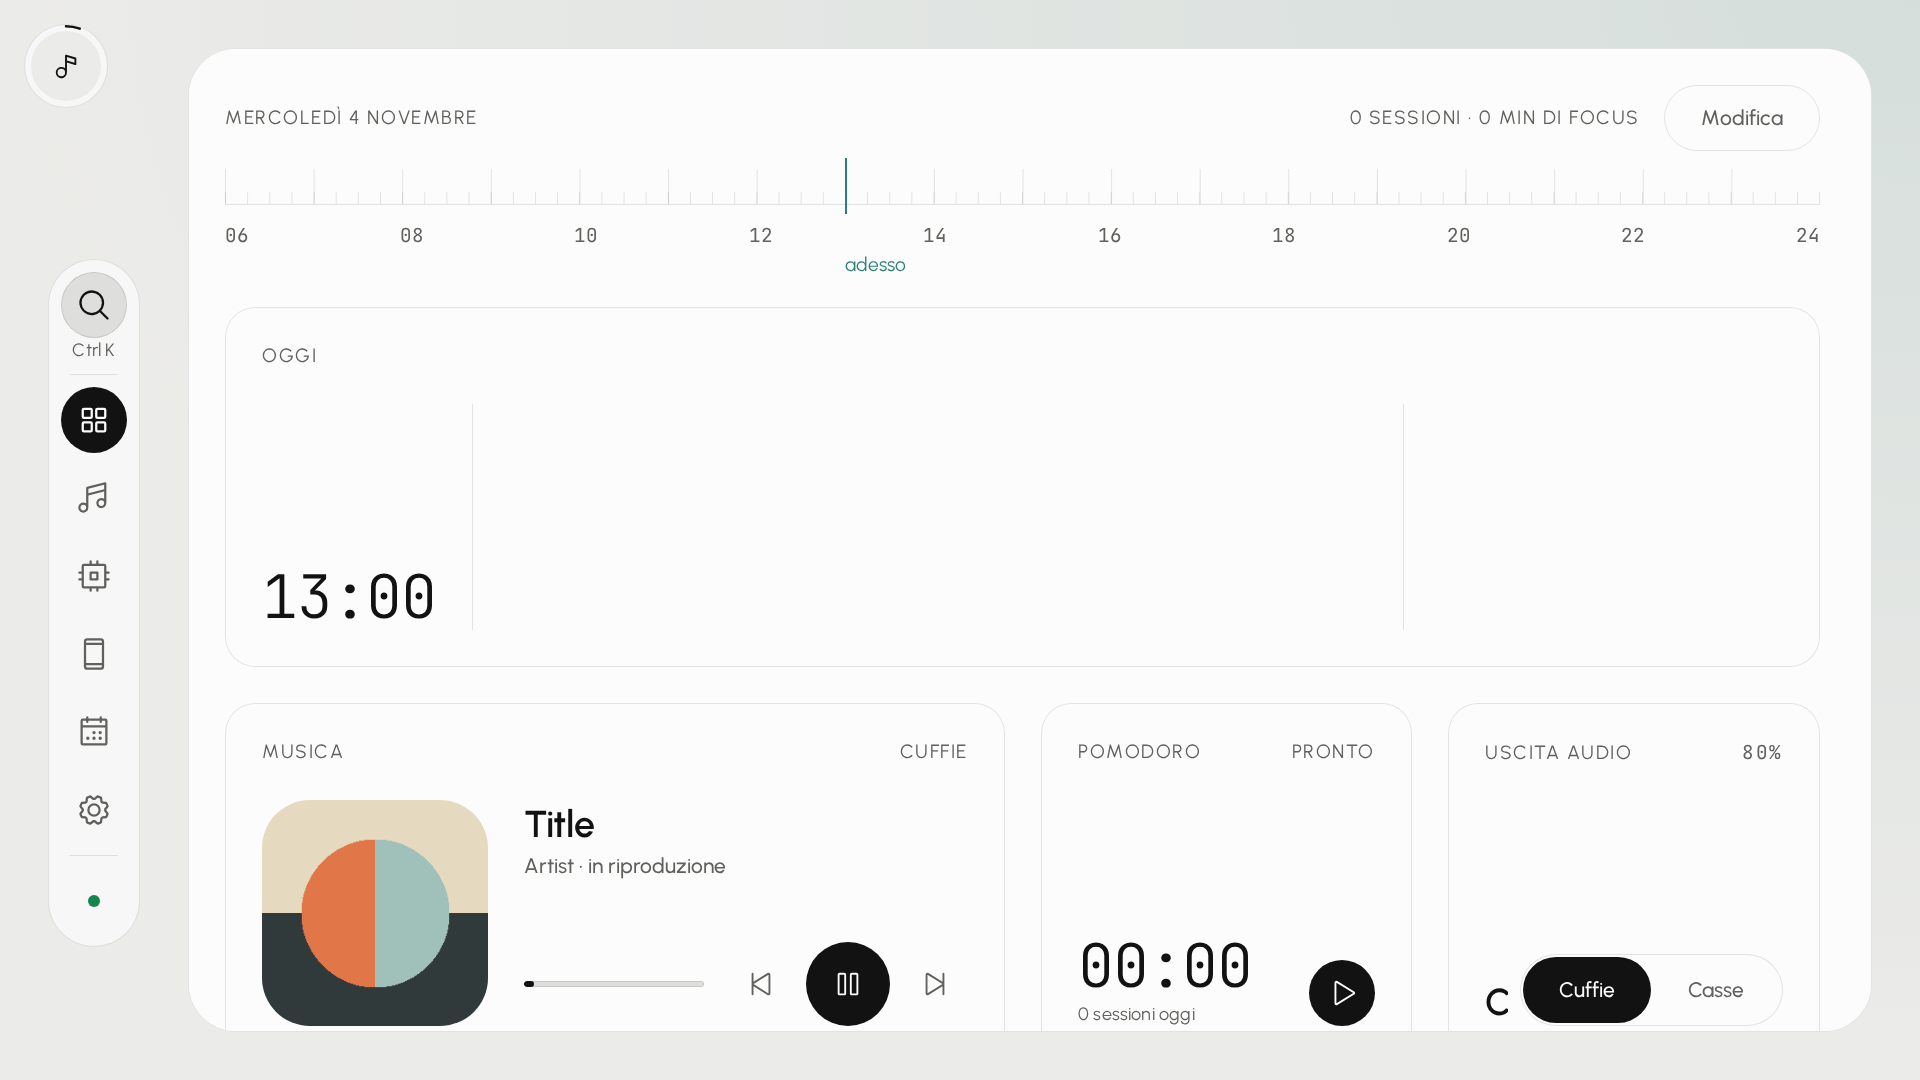 MERCOLEDÌ 4 NOVEMBRE
0 SESSIONI · 0 MIN DI FOCUS
Modifica
06 08 10 12 14 16 18 20 22 24
adesso
Ctrl K
OGGI
13:00
MUSICA
CUFFIE
Title
Artist · in riproduzione
POMODORO
PRONTO
00:00
0 sessioni oggi
USCITA AUDIO
80%
C
Cuffie
Casse